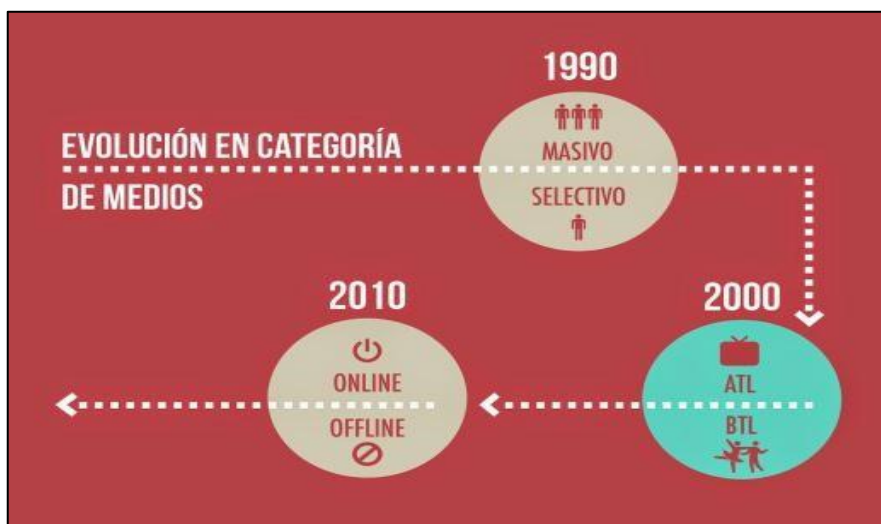 1990
EVOLUCIÓN EN CATEGORÍA
DE MEDIOS
MASIVO
SELECTIVO
2000
ATL
BTL
2010
ONLINE
OFFLINE